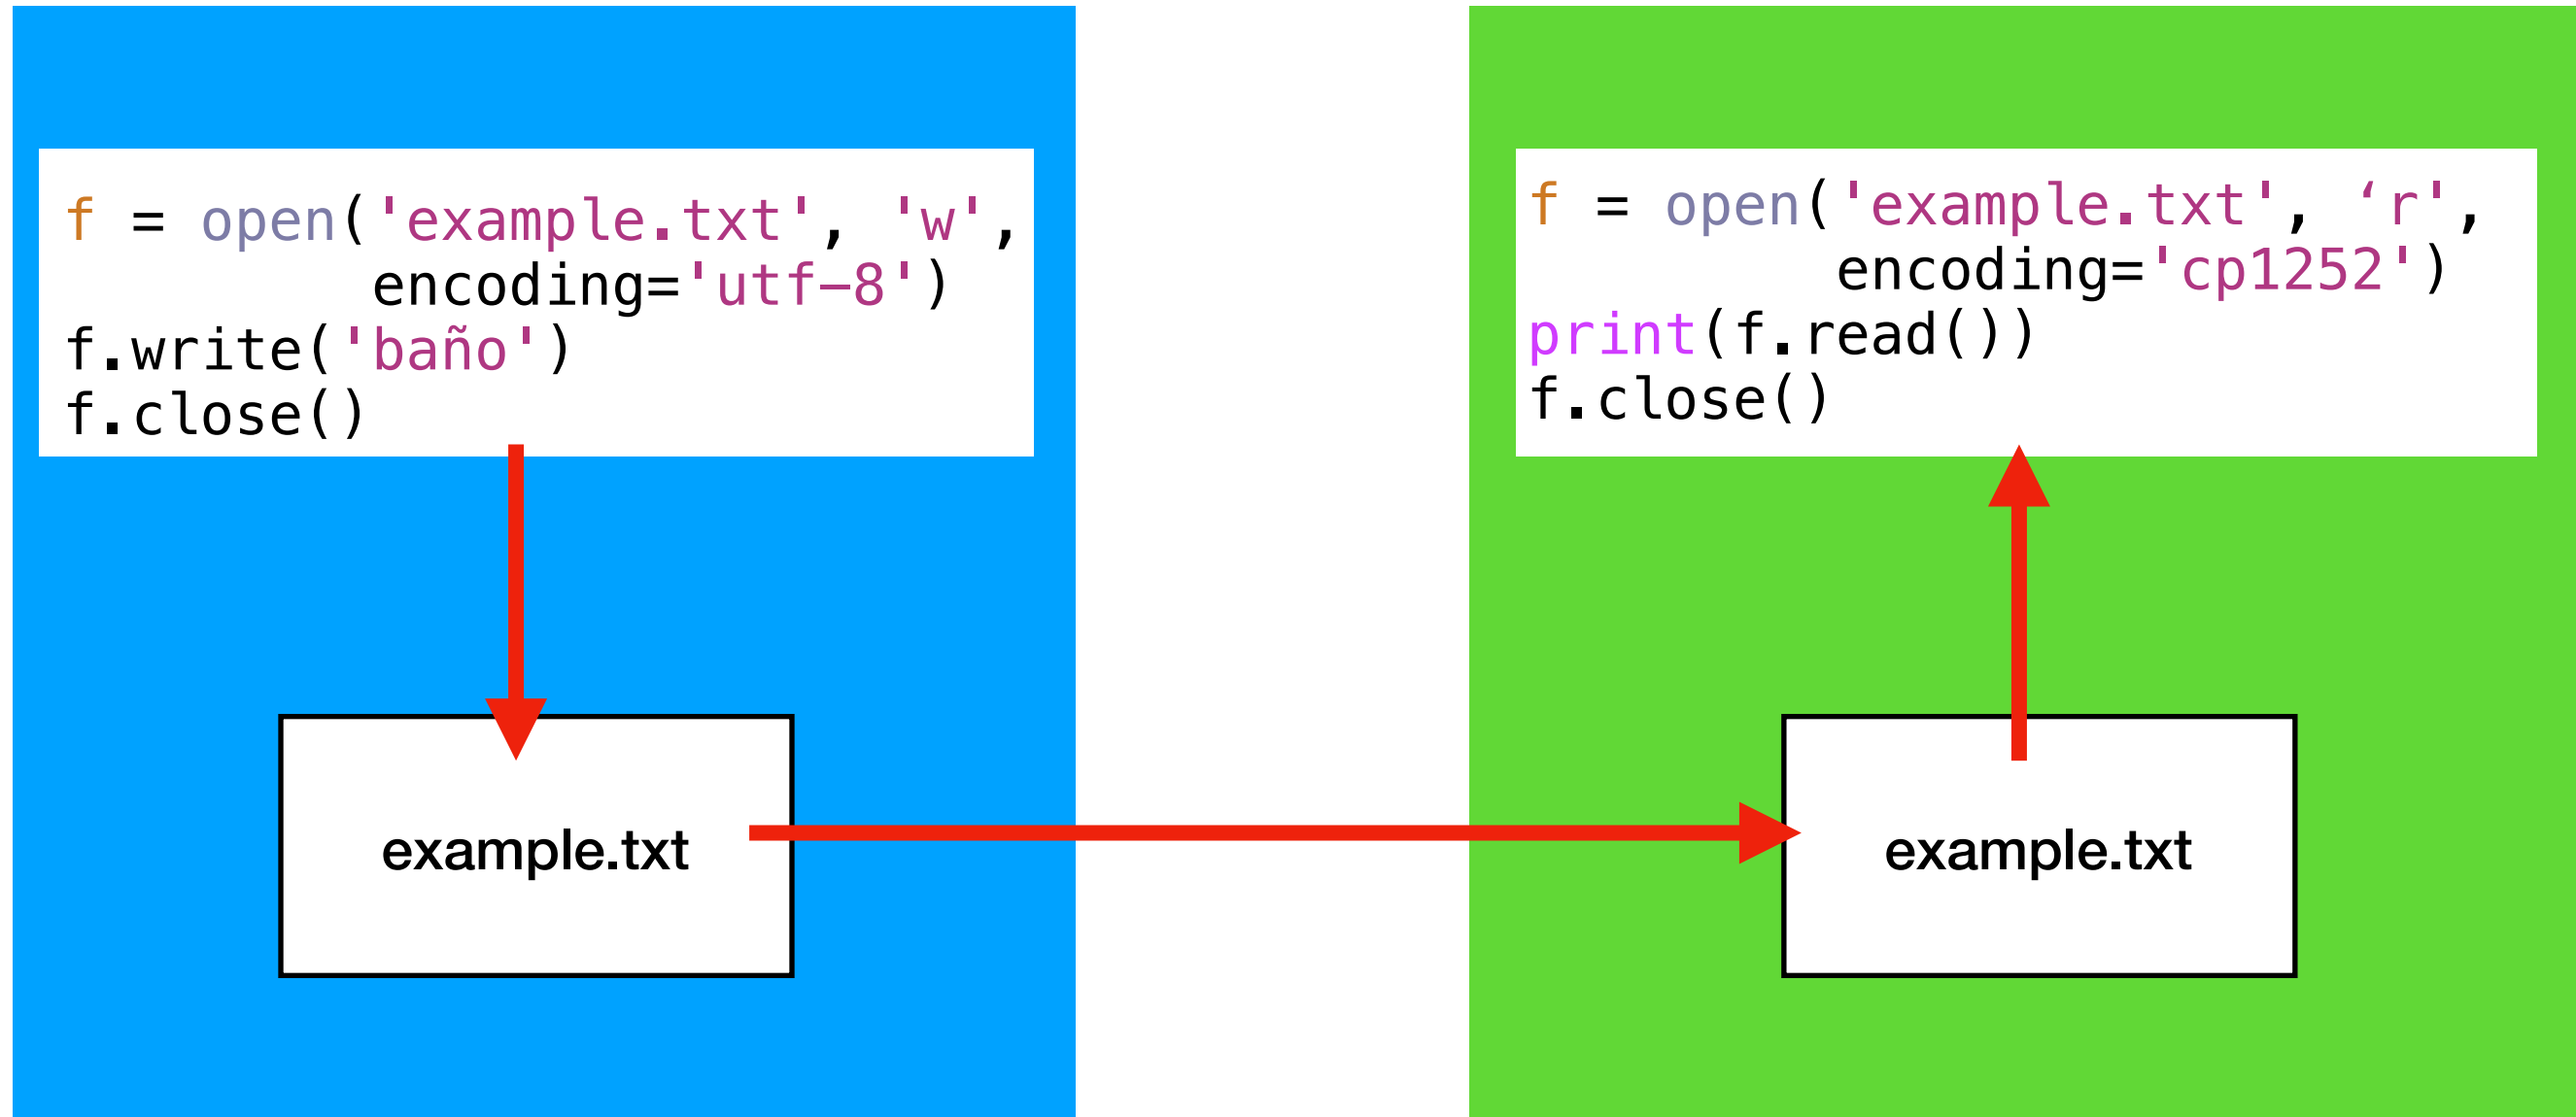 f = open('example.txt', 'w',
encoding='utf-8')
f.write('baño')
f.close()
example.txt
f = open('example.txt', ‘r',
encoding='cp1252')
print(f.read())
f.close()
example.txt